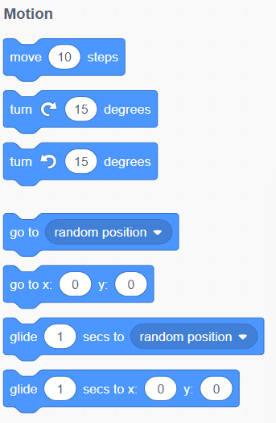 Motion
move 10 steps
turn 15 degrees
turn 15 degrees
go to random position
go to x: 0 y: 0
glide 1 secs to random position
glide 1 secs to x: 0 y: 0